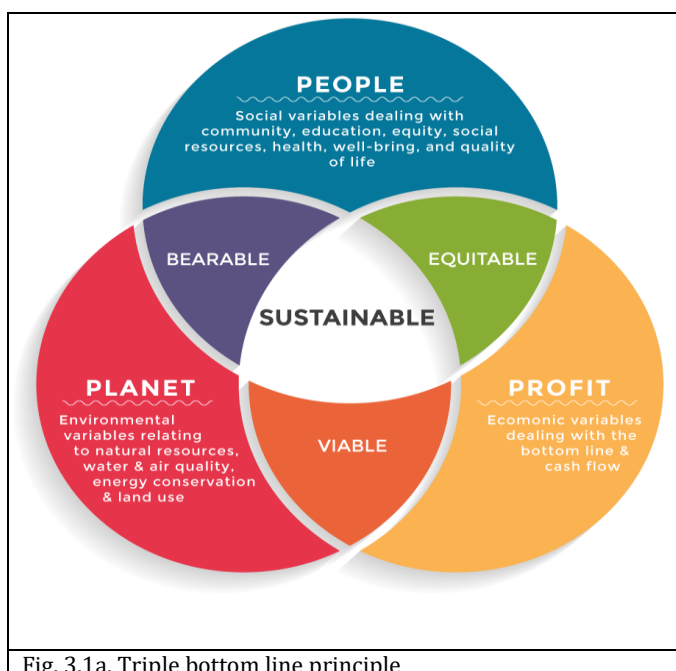 PEOPLE
Social variables dealing with
community, education, equity, social
resources, health, well-bring, and quality
of life
BEARABLE
EQUITABLE
SUSTAINABLE
PLANET
Environmental
variables relating
to natural resources,
water & air quality,
energy conservation
& land use
PROFIT
Ecomonic variables
dealing with the
bottom line &
cash flow
VIABLE
Fig. 3.1a. Triple bottom line principle